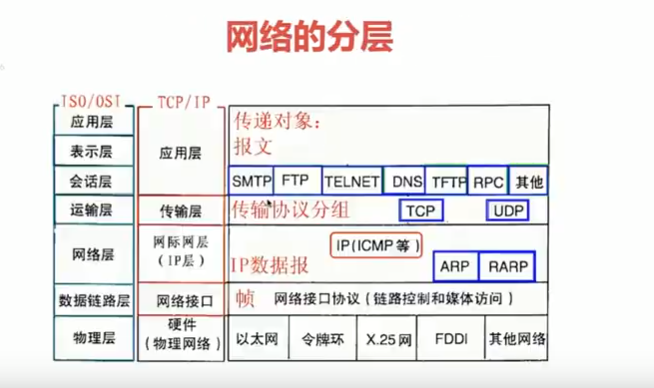 网络的分层
ISO/OSI TCP/IP
应用层 传递对象：
表示层 应用层 报文
会话层 SMTP FTP TELNET DNS TFTP RPC 其他
运输层 传输层 传输协议分组 TCP UDP
网络层 网际网层 IP(ICMP等)
（IP层） IP数据报 ARP RARP
数据链路层 网络接口 帧 网络接口协议（链路控制和媒体访问）
物理层 硬件 以太网 令牌环 X.25网 FDDI 其他网络
（物理网络）